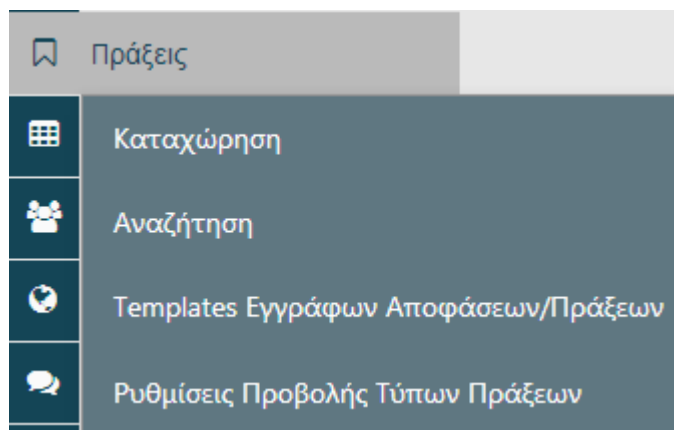 Πράξεις
Καταχώρηση
Αναζήτηση
Templates Εγγράφων Αποφάσεων/Πράξεων
Ρυθμίσεις Προβολής Τύπων Πράξεων